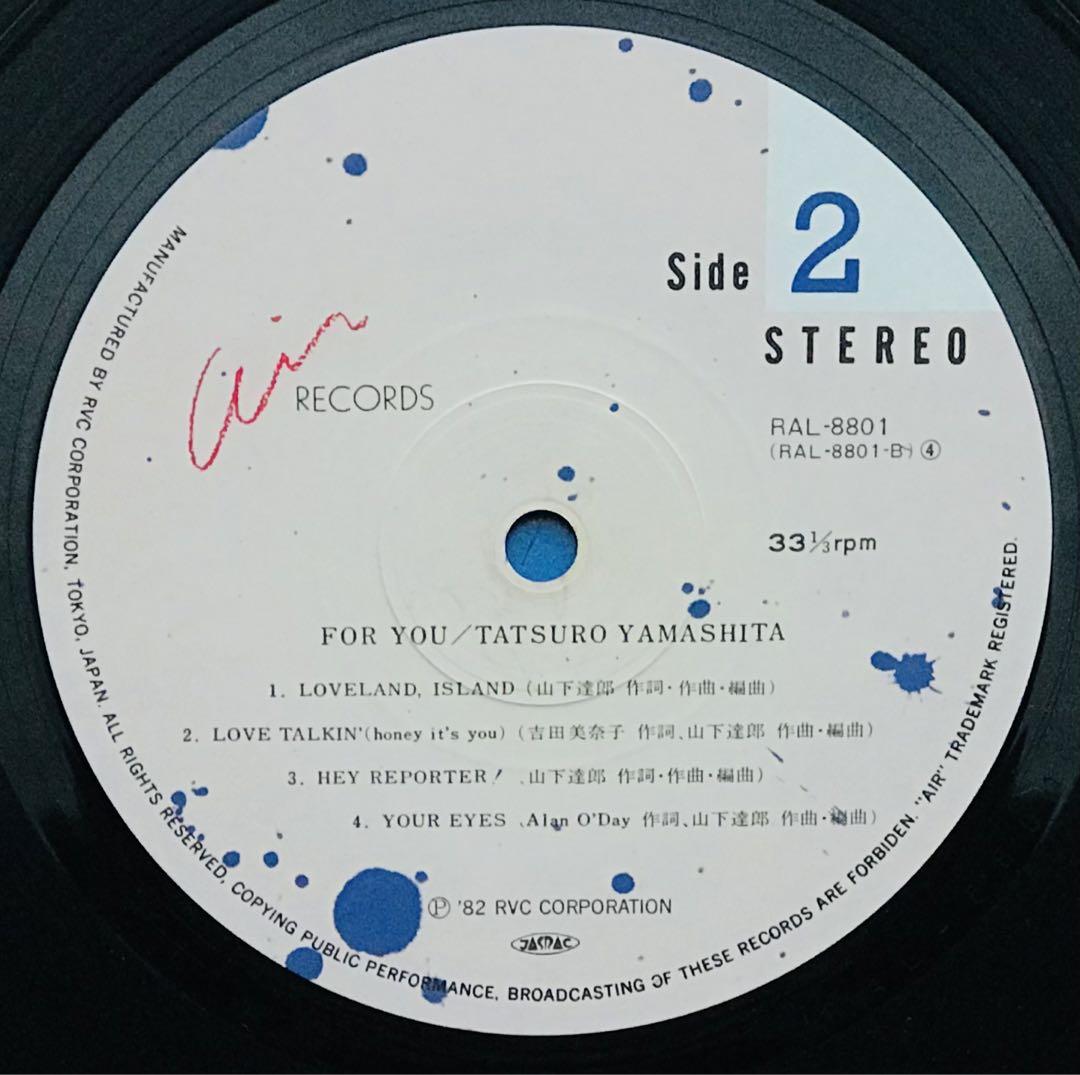 Side 2
STEREO
air RECORDS
RAL-8801
(RAL-8801-B) ④
33⅓rpm
FOR YOU／TATSURO YAMASHITA
1. LOVELAND, ISLAND (山下達郎 作詞・作曲・編曲)
2. LOVE TALKIN'(honey it's you) (吉田美奈子 作詞、山下達郎 作曲・編曲)
3. HEY REPORTER! (山下達郎 作詞・作曲・編曲)
4. YOUR EYES (Alan O'Day 作詞、山下達郎 作曲・編曲)
Ⓟ '82 RVC CORPORATION
JASRAC
MANUFACTURED BY RVC CORPORATION, TOKYO, JAPAN. ALL RIGHTS RESERVED, COPYING PUBLIC PERFORMANCE, BROADCASTING OF THESE RECORDS ARE FORBIDEN. "AIR" TRADEMARK REGISTERED.